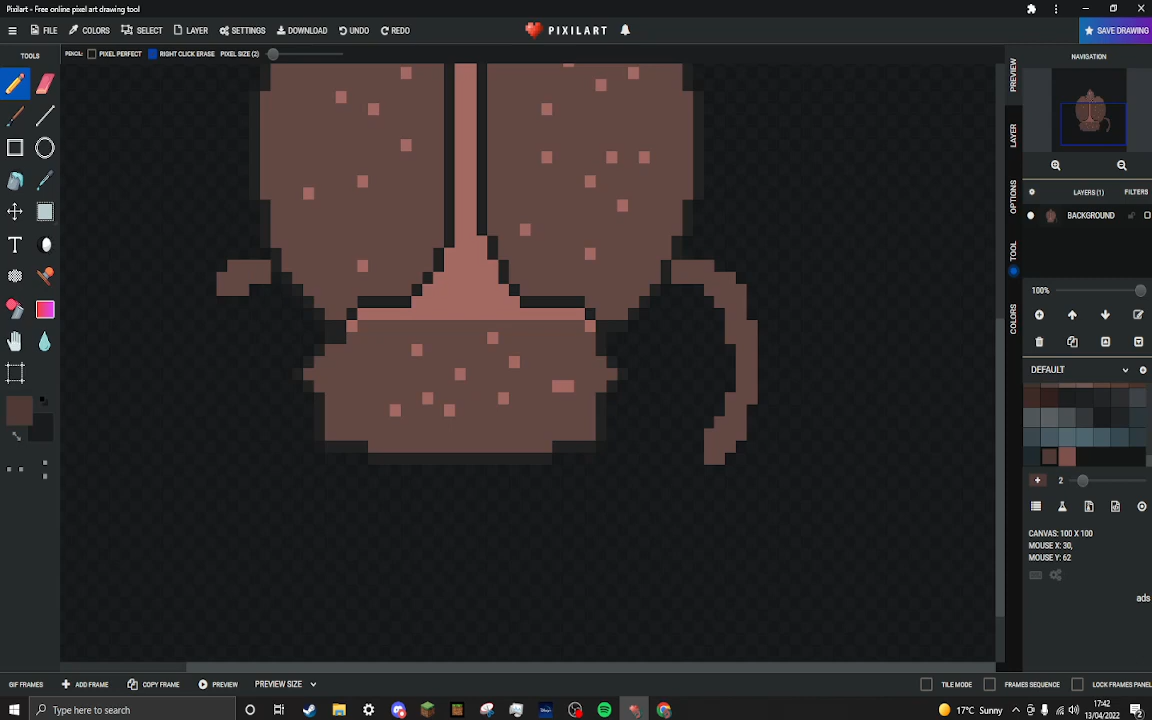 Pixilart - Free online pixel art drawing tool
FILE COLORS SELECT LAYER SETTINGS DOWNLOAD UNDO REDO PIXILART SAVE DRAWING
TOOLS PENCIL: PIXEL PERFECT RIGHT CLICK ERASE PIXEL SIZE (2) NAVIGATION
PREVIEW
LAYER
OPTIONS
TOOL
COLORS
LAYERS (1) FILTERS
BACKGROUND
100%
DEFAULT
2
CANVAS: 100 X 100
MOUSE X: 30,
MOUSE Y: 62
ads
GIF FRAMES ADD FRAME COPY FRAME PREVIEW PREVIEW SIZE TILE MODE FRAMES SEQUENCE LOCK FRAMES PANEL
Type here to search 17°C Sunny 17:42
13/04/2022